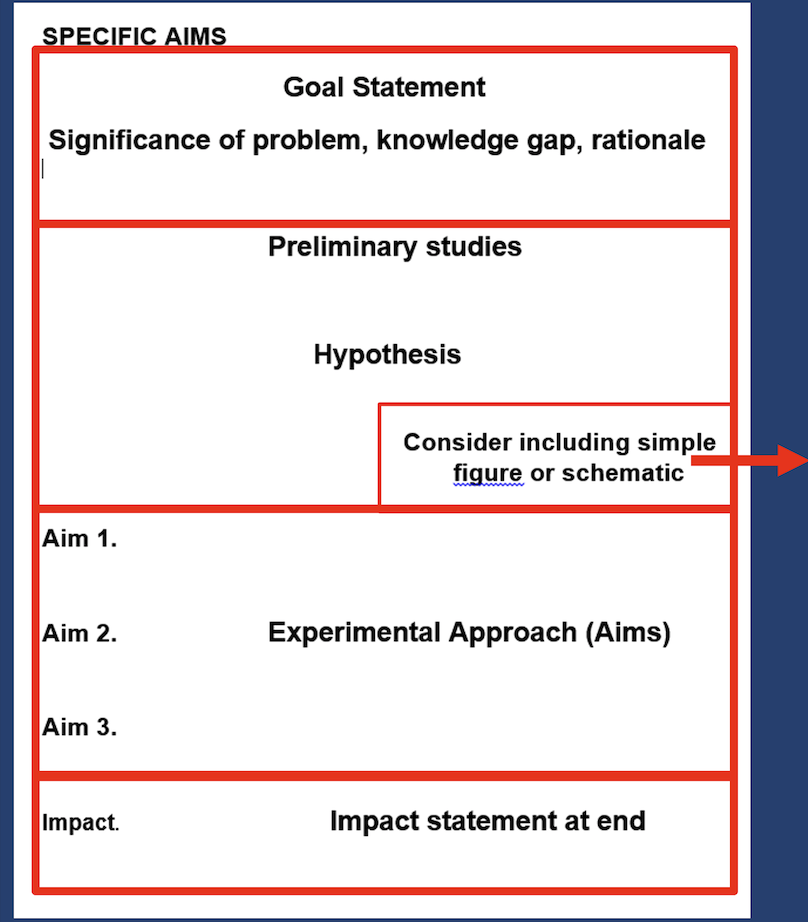 SPECIFIC AIMS
Goal Statement
Significance of problem, knowledge gap, rationale
Preliminary studies
Hypothesis
Consider including simple
figure or schematic
Aim 1.
Aim 2. Experimental Approach (Aims)
Aim 3.
Impact. Impact statement at end